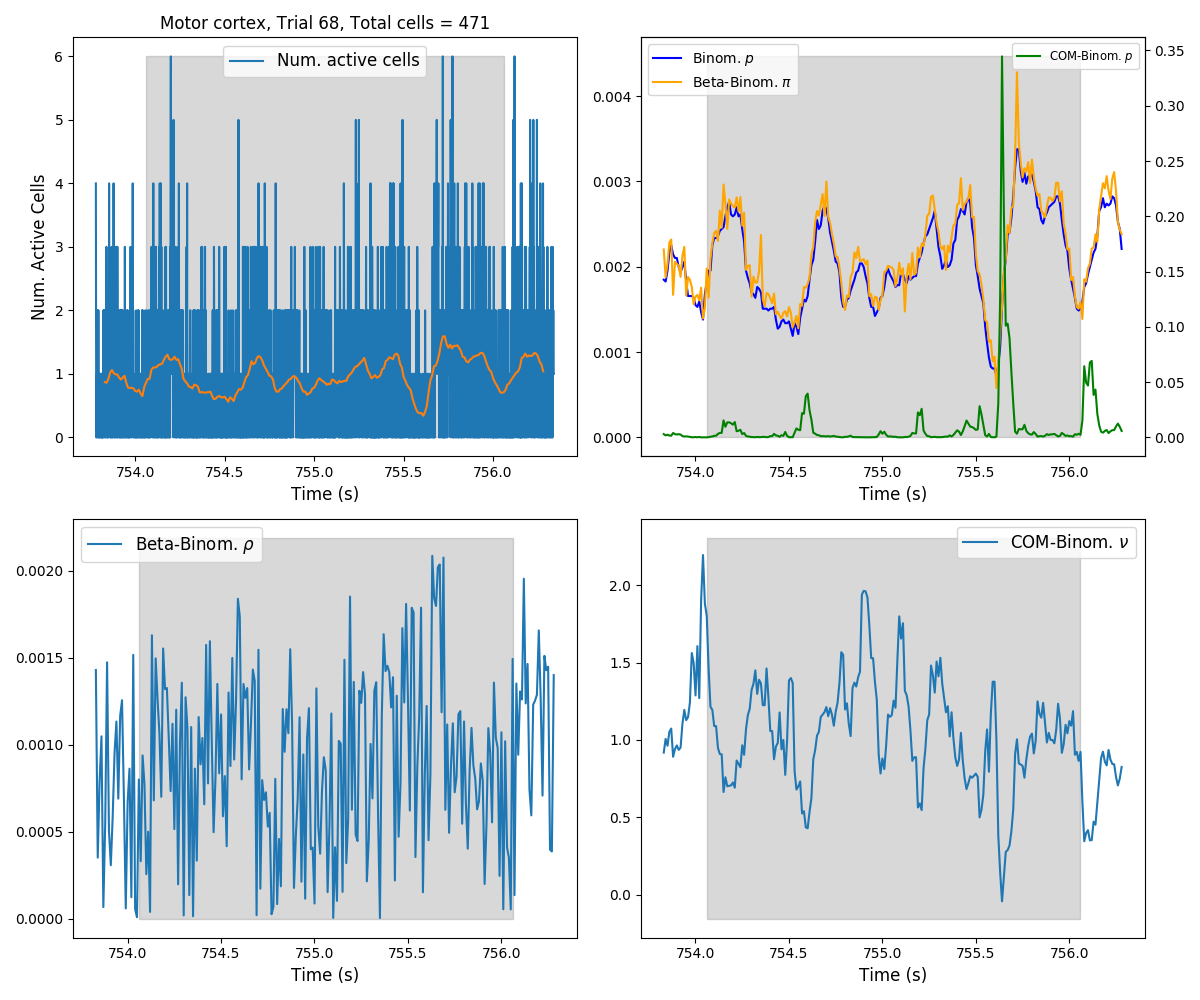 Motor cortex, Trial 68, Total cells = 471
Num. active cells
Num. Active Cells
6
5
4
3
2
1
0
754.0 754.5 755.0 755.5 756.0
Time (s)
Binom. p
Beta-Binom. π
COM-Binom. p
0.004
0.003
0.002
0.001
0.000
0.35
0.30
0.25
0.20
0.15
0.10
0.05
0.00
754.0 754.5 755.0 755.5 756.0
Time (s)
Beta-Binom. ρ
0.0020
0.0015
0.0010
0.0005
0.0000
754.0 754.5 755.0 755.5 756.0
Time (s)
COM-Binom. ν
2.0
1.5
1.0
0.5
0.0
754.0 754.5 755.0 755.5 756.0
Time (s)